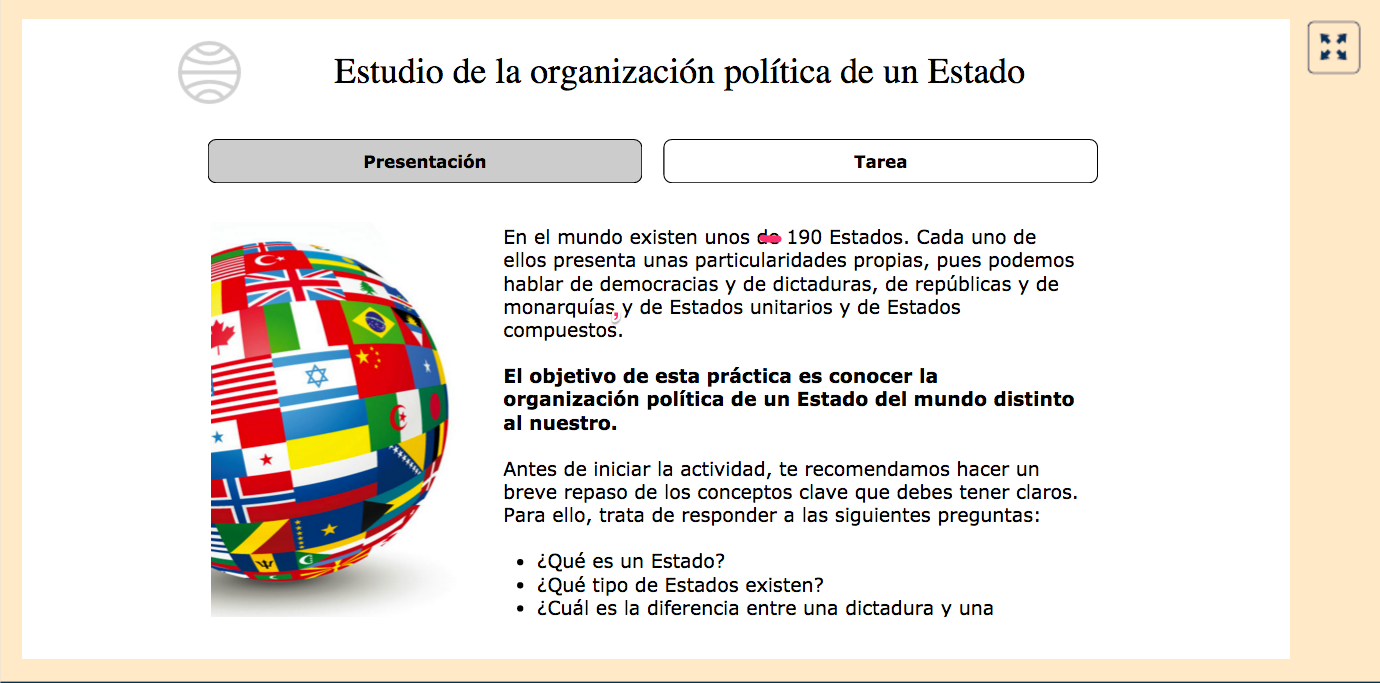 Estudio de la organización política de un Estado
Presentación
Tarea
En el mundo existen unos de 190 Estados. Cada uno de
ellos presenta unas particularidades propias, pues podemos
hablar de democracias y de dictaduras, de repúblicas y de
monarquías, y de Estados unitarios y de Estados
compuestos.
El objetivo de esta práctica es conocer la
organización política de un Estado del mundo distinto
al nuestro.
Antes de iniciar la actividad, te recomendamos hacer un
breve repaso de los conceptos clave que debes tener claros.
Para ello, trata de responder a las siguientes preguntas:
• ¿Qué es un Estado?
• ¿Qué tipo de Estados existen?
• ¿Cuál es la diferencia entre una dictadura y una